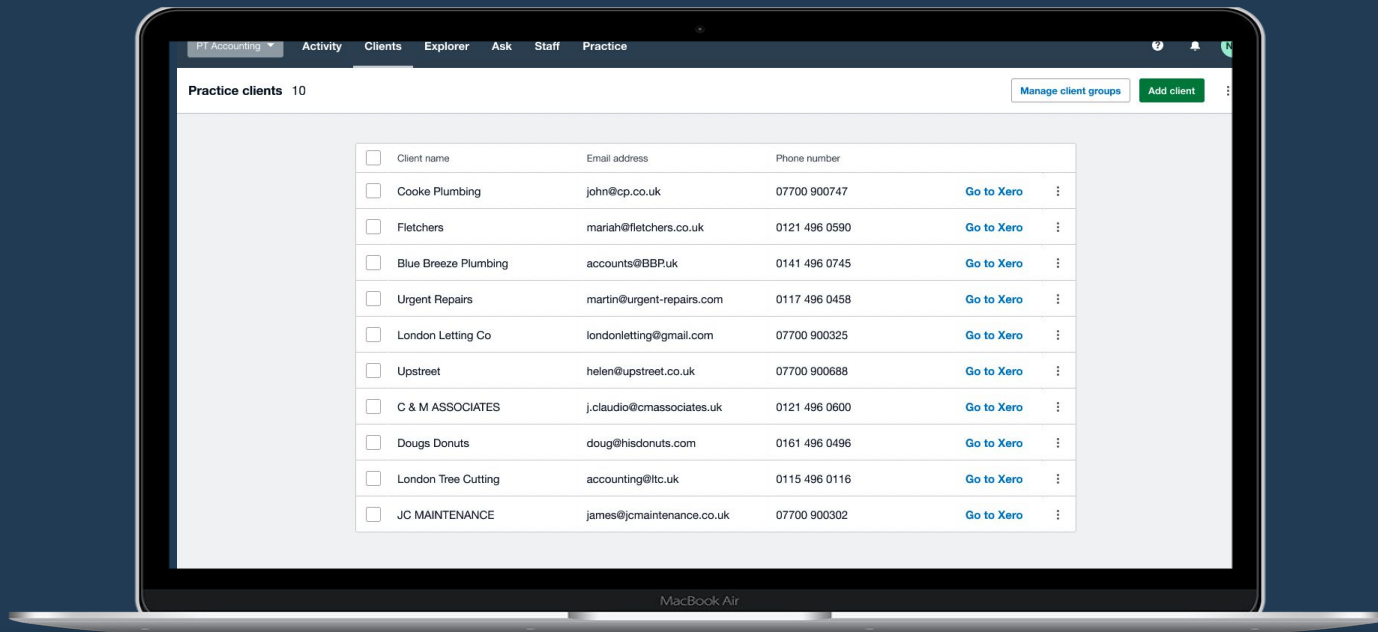 PT Accounting Activity Clients Explorer Ask Staff Practice ? N
Practice clients 10 Manage client groups Add client
Client name Email address Phone number
Cooke Plumbing john@cp.co.uk 07700 900747 Go to Xero
Fletchers mariah@fletchers.co.uk 0121 496 0590 Go to Xero
Blue Breeze Plumbing accounts@BBP.uk 0141 496 0745 Go to Xero
Urgent Repairs martin@urgent-repairs.com 0117 496 0458 Go to Xero
London Letting Co londonletting@gmail.com 07700 900325 Go to Xero
Upstreet helen@upstreet.co.uk 07700 900688 Go to Xero
C & M ASSOCIATES j.claudio@cmassociates.uk 0121 496 0600 Go to Xero
Dougs Donuts doug@hisdonuts.com 0161 496 0496 Go to Xero
London Tree Cutting accounting@ltc.uk 0115 496 0116 Go to Xero
JC MAINTENANCE james@jcmaintenance.co.uk 07700 900302 Go to Xero
MacBook Air